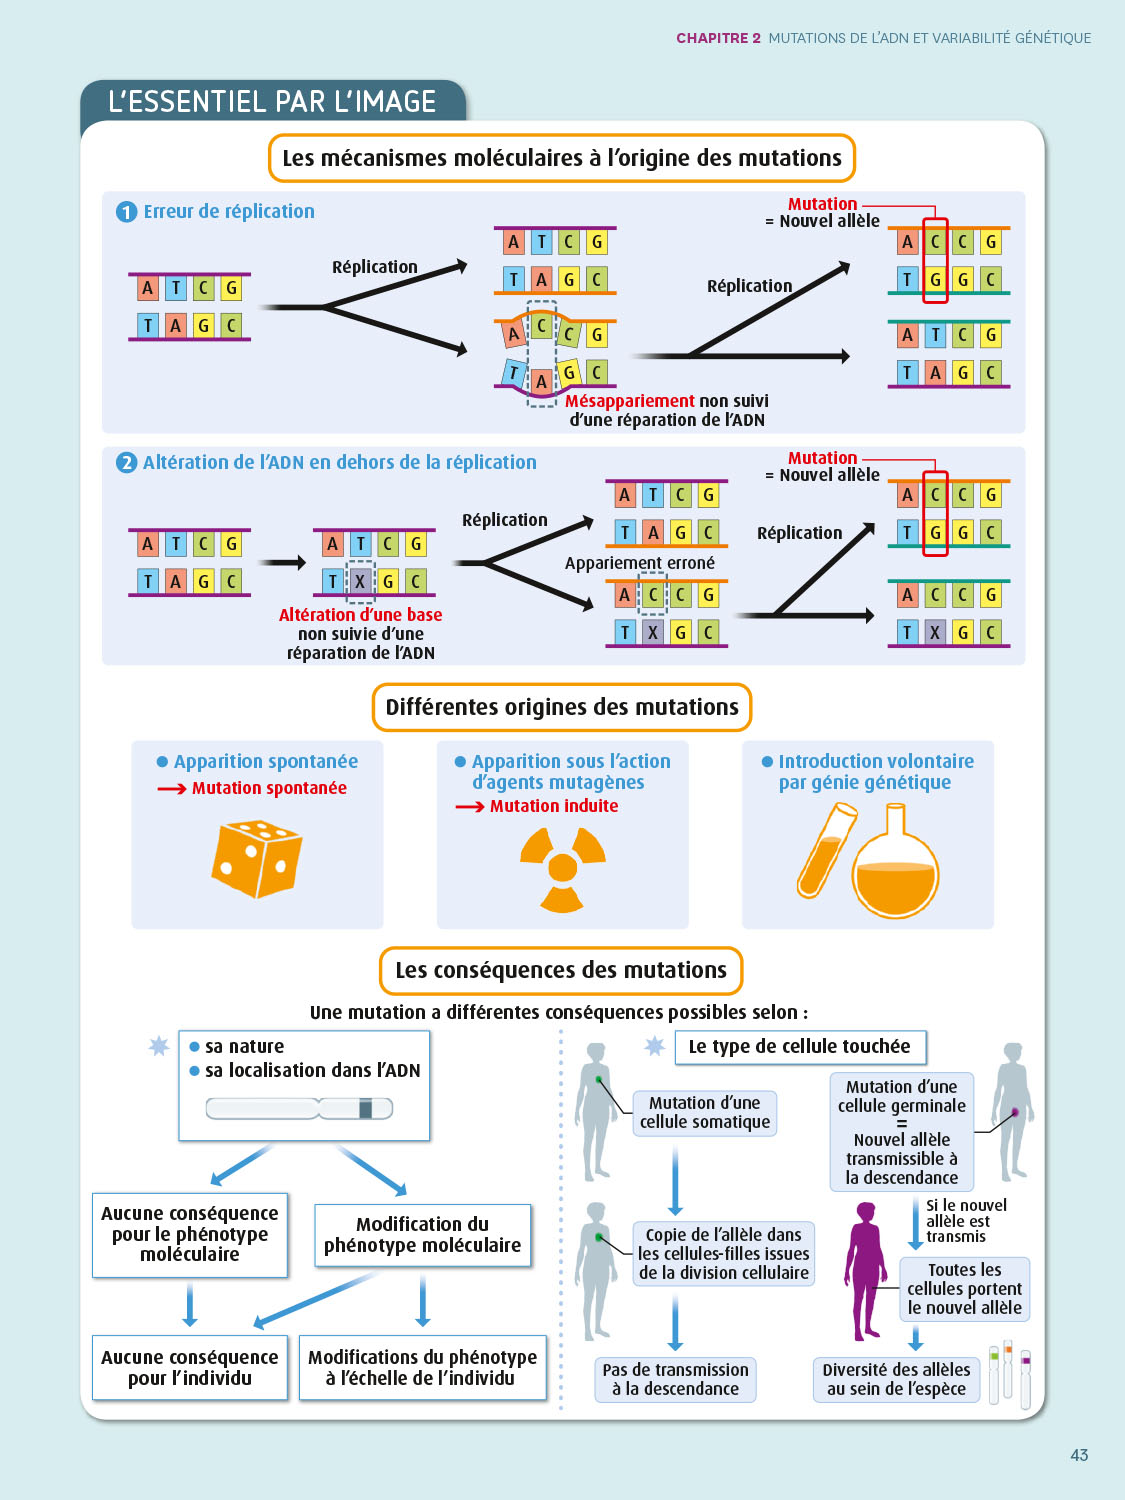 CHAPITRE 2 MUTATIONS DE L’ADN ET VARIABILITÉ GÉNÉTIQUE
L’ESSENTIEL PAR L’IMAGE
Les mécanismes moléculaires à l’origine des mutations
1 Erreur de réplication
Mutation
= Nouvel allèle
A T C G
T A G C
Réplication
A T C G
T A G C
A C C G
T A G C
Mésappariement non suivi
d’une réparation de l’ADN
Réplication
A C C G
T G G C
A T C G
T A G C
2 Altération de l’ADN en dehors de la réplication
Mutation
= Nouvel allèle
A T C G
T A G C
A T C G
T X G C
Altération d’une base
non suivie d’une
réparation de l’ADN
Réplication
A T C G
T A G C
Appariement erroné
A C C G
T X G C
Réplication
A C C G
T G G C
A C C G
T X G C
Différentes origines des mutations
Apparition spontanée
Mutation spontanée
Apparition sous l’action
d’agents mutagènes
Mutation induite
Introduction volontaire
par génie génétique
Les conséquences des mutations
Une mutation a différentes conséquences possibles selon :
sa nature
sa localisation dans l’ADN
Aucune conséquence
pour le phénotype
moléculaire
Modification du
phénotype moléculaire
Aucune conséquence
pour l’individu
Modifications du phénotype
à l’échelle de l’individu
Le type de cellule touchée
Mutation d’une
cellule somatique
Copie de l’allèle dans
les cellules-filles issues
de la division cellulaire
Pas de transmission
à la descendance
Mutation d’une
cellule germinale
=
Nouvel allèle
transmissible à
la descendance
Si le nouvel
allèle est
transmis
Toutes les
cellules portent
le nouvel allèle
Diversité des allèles
au sein de l’espèce
43